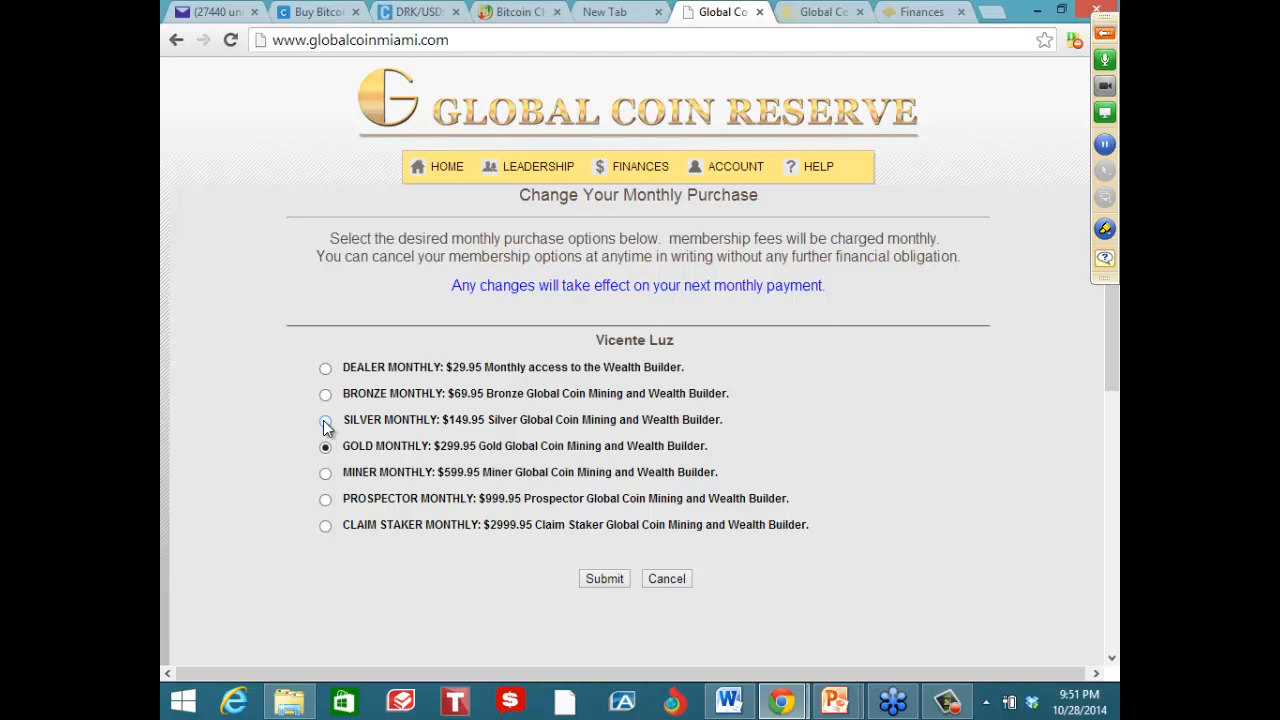 (27440 un
Buy Bitco
DRK/USD
Bitcoin C
New Tab
Global Co
Global Co
Finances
www.globalcoinmiami.com
G GLOBAL COIN RESERVE
HOME
LEADERSHIP
$ FINANCES
ACCOUNT
? HELP
Change Your Monthly Purchase
Select the desired monthly purchase options below. membership fees will be charged monthly.
You can cancel your membership options at anytime in writing without any further financial obligation.
Any changes will take effect on your next monthly payment.
Vicente Luz
DEALER MONTHLY: $29.95 Monthly access to the Wealth Builder.
BRONZE MONTHLY: $69.95 Bronze Global Coin Mining and Wealth Builder.
SILVER MONTHLY: $149.95 Silver Global Coin Mining and Wealth Builder.
GOLD MONTHLY: $299.95 Gold Global Coin Mining and Wealth Builder.
MINER MONTHLY: $599.95 Miner Global Coin Mining and Wealth Builder.
PROSPECTOR MONTHLY: $999.95 Prospector Global Coin Mining and Wealth Builder.
CLAIM STAKER MONTHLY: $2999.95 Claim Staker Global Coin Mining and Wealth Builder.
Submit
Cancel
9:51 PM
10/28/2014